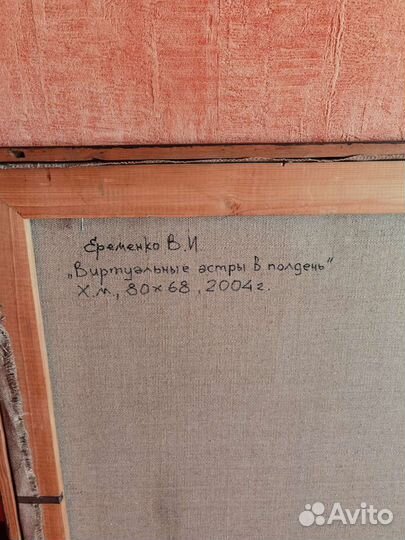 Еременко В.И.
„Виртуальные астры в полдень"
Х.м, 80×68, 2004г.
Avito